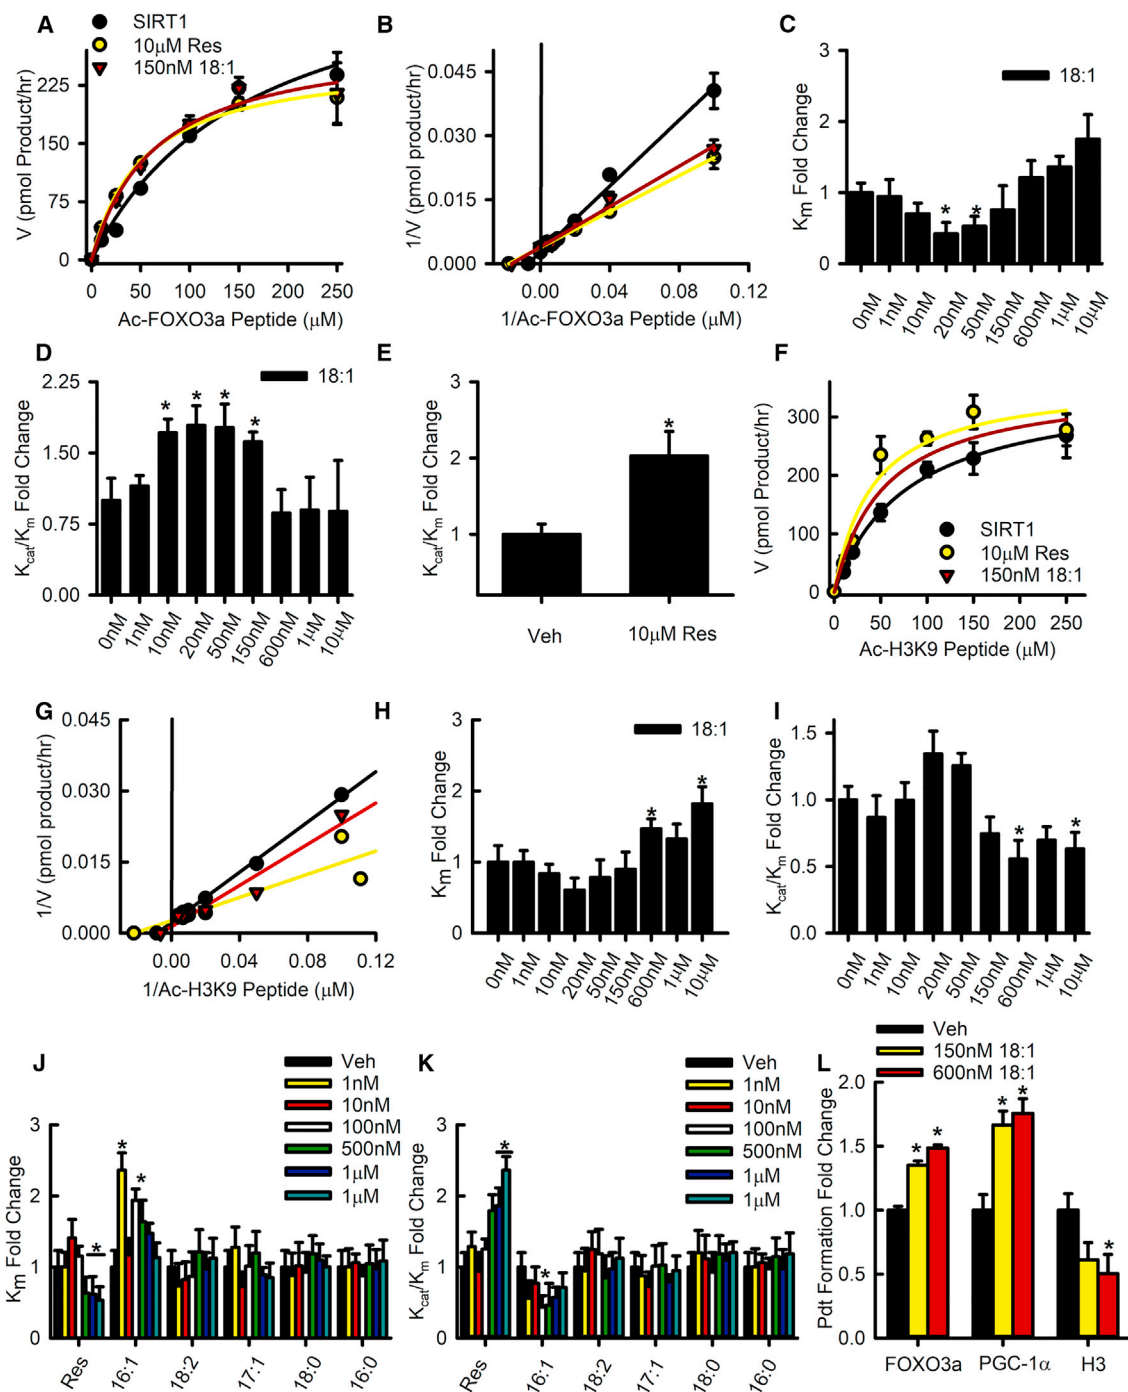 A
SIRT1
10µM Res
150nM 18:1
V (pmol Product/hr)
225
150
75
0
0 50 100 150 200 250
Ac-FOXO3a Peptide (µM)
B
1/V (pmol product/hr)
0.045
0.030
0.015
0.000
0.00 0.04 0.08 0.12
1/Ac-FOXO3a Peptide (µM)
C
18:1
Km Fold Change
3
2
1
0
* *
0nM 1nM 10nM 20nM 50nM 150nM 600nM 1µM 10µM
D
18:1
Kcat/Km Fold Change
2.25
1.50
0.75
0.00
* * * *
0nM 1nM 10nM 20nM 50nM 150nM 600nM 1µM 10µM
E
Kcat/Km Fold Change
3
2
1
*
Veh 10µM Res
F
V (pmol Product/hr)
300
200
100
0
SIRT1
10µM Res
150nM 18:1
0 50 100 150 200 250
Ac-H3K9 Peptide (µM)
G
1/V (pmol product/hr)
0.045
0.030
0.015
0.000
0.00 0.04 0.08 0.12
1/Ac-H3K9 Peptide (µM)
H
18:1
Km Fold Change
3
2
1
0
* *
0nM 1nM 10nM 20nM 50nM 150nM 600nM 1µM 10µM
I
Kcat/Km Fold Change
1.5
1.0
0.5
0.0
* *
0nM 1nM 10nM 20nM 50nM 150nM 600nM 1µM 10µM
J
Veh
1nM
10nM
100nM
500nM
1µM
1µM
Km Fold Change
3
2
1
0
* * *
Res 16:1 18:2 17:1 18:0 16:0
K
Veh
1nM
10nM
100nM
500nM
1µM
1µM
Kcat/Km Fold Change
3
2
1
0
* *
Res 16:1 18:2 17:1 18:0 16:0
L
Veh
150nM 18:1
600nM 18:1
Pdt Formation Fold Change
2.0
1.5
1.0
0.5
0.0
* * * * *
FOXO3a PGC-1α H3